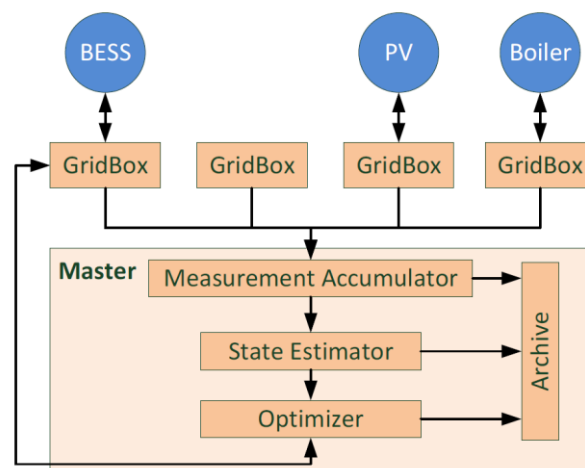 BESS
PV
Boiler
GridBox
GridBox
GridBox
GridBox
Master
Measurement Accumulator
State Estimator
Optimizer
Archive